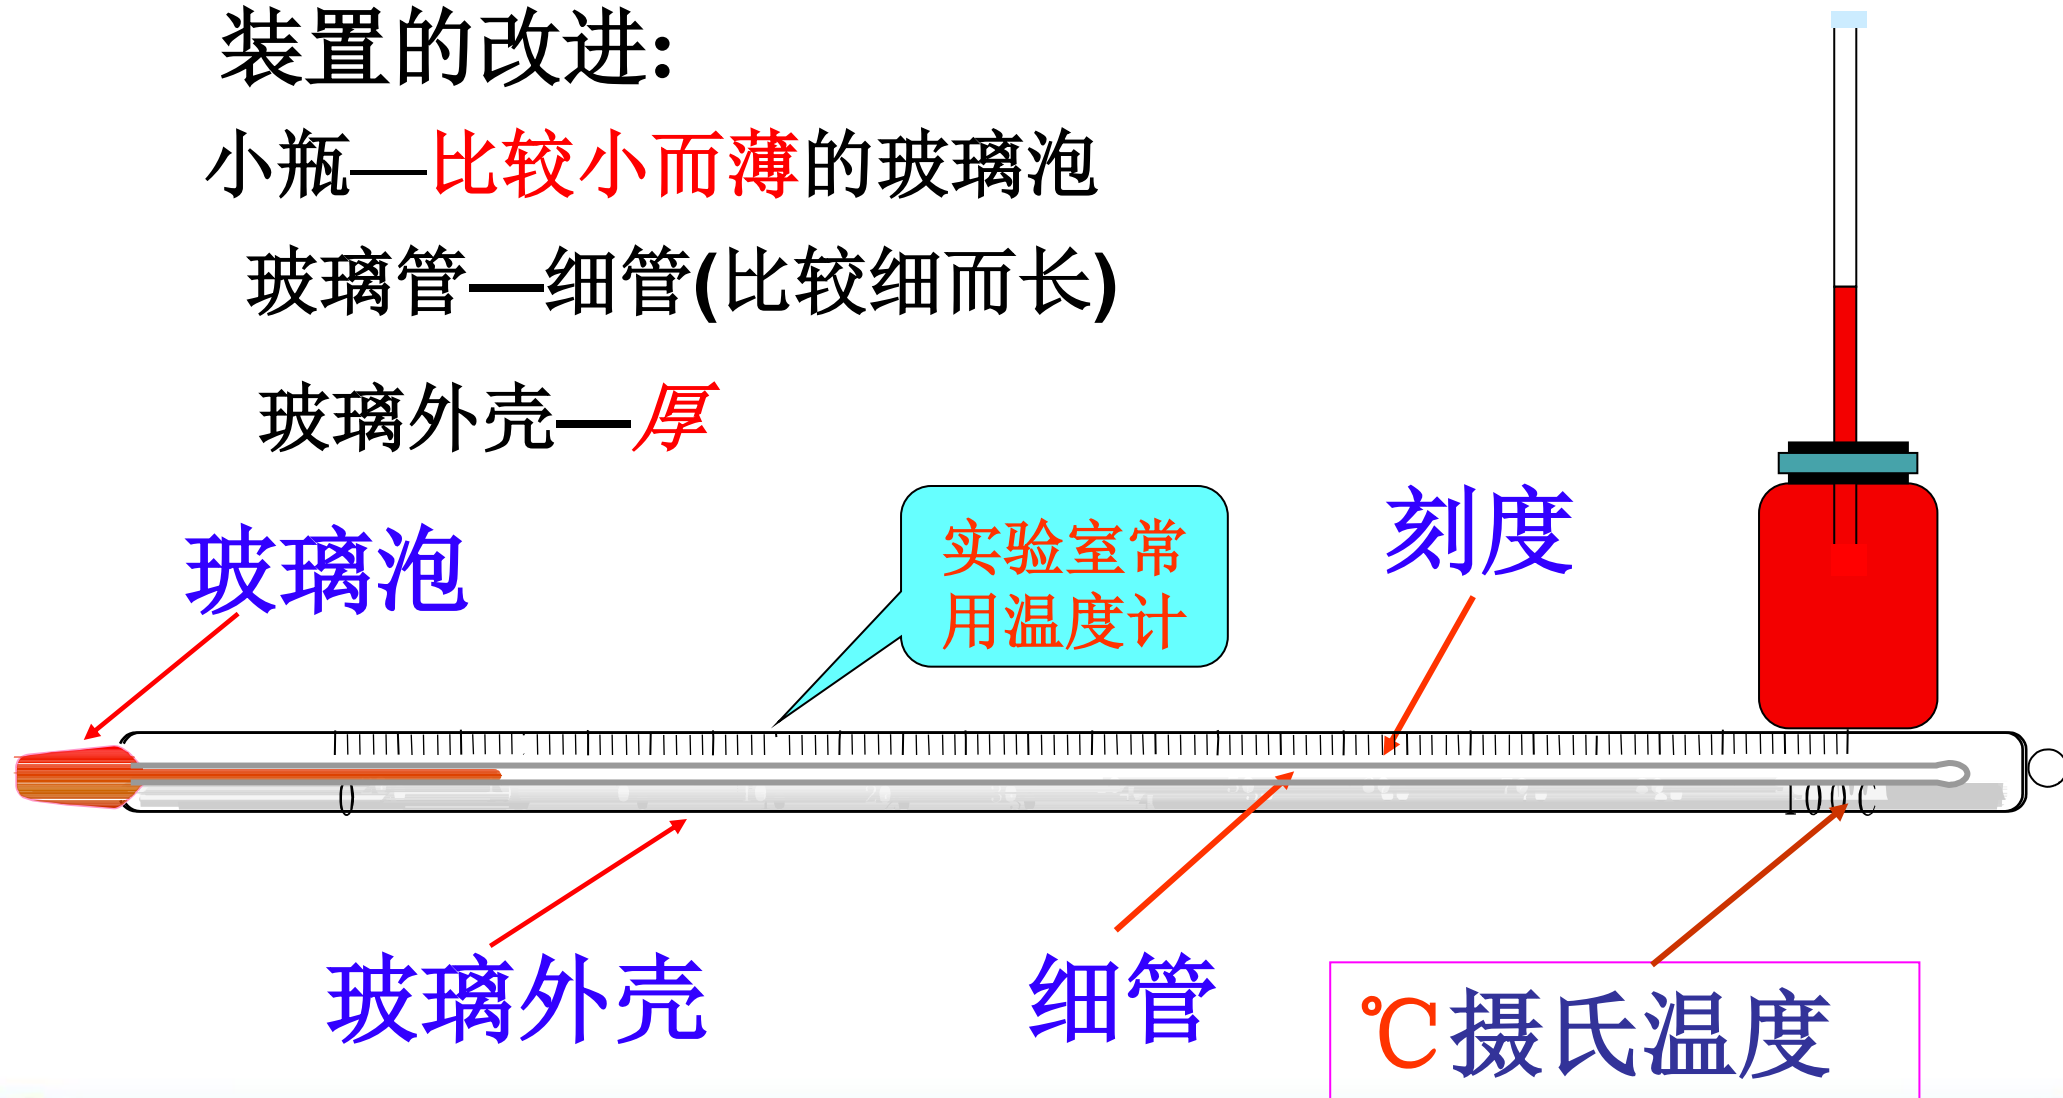 装置的改进:
小瓶—比较小而薄的玻璃泡
玻璃管—细管(比较细而长)
玻璃外壳—厚
玻璃泡
实验室常
用温度计
刻度
0
100
玻璃外壳
细管
℃摄氏温度